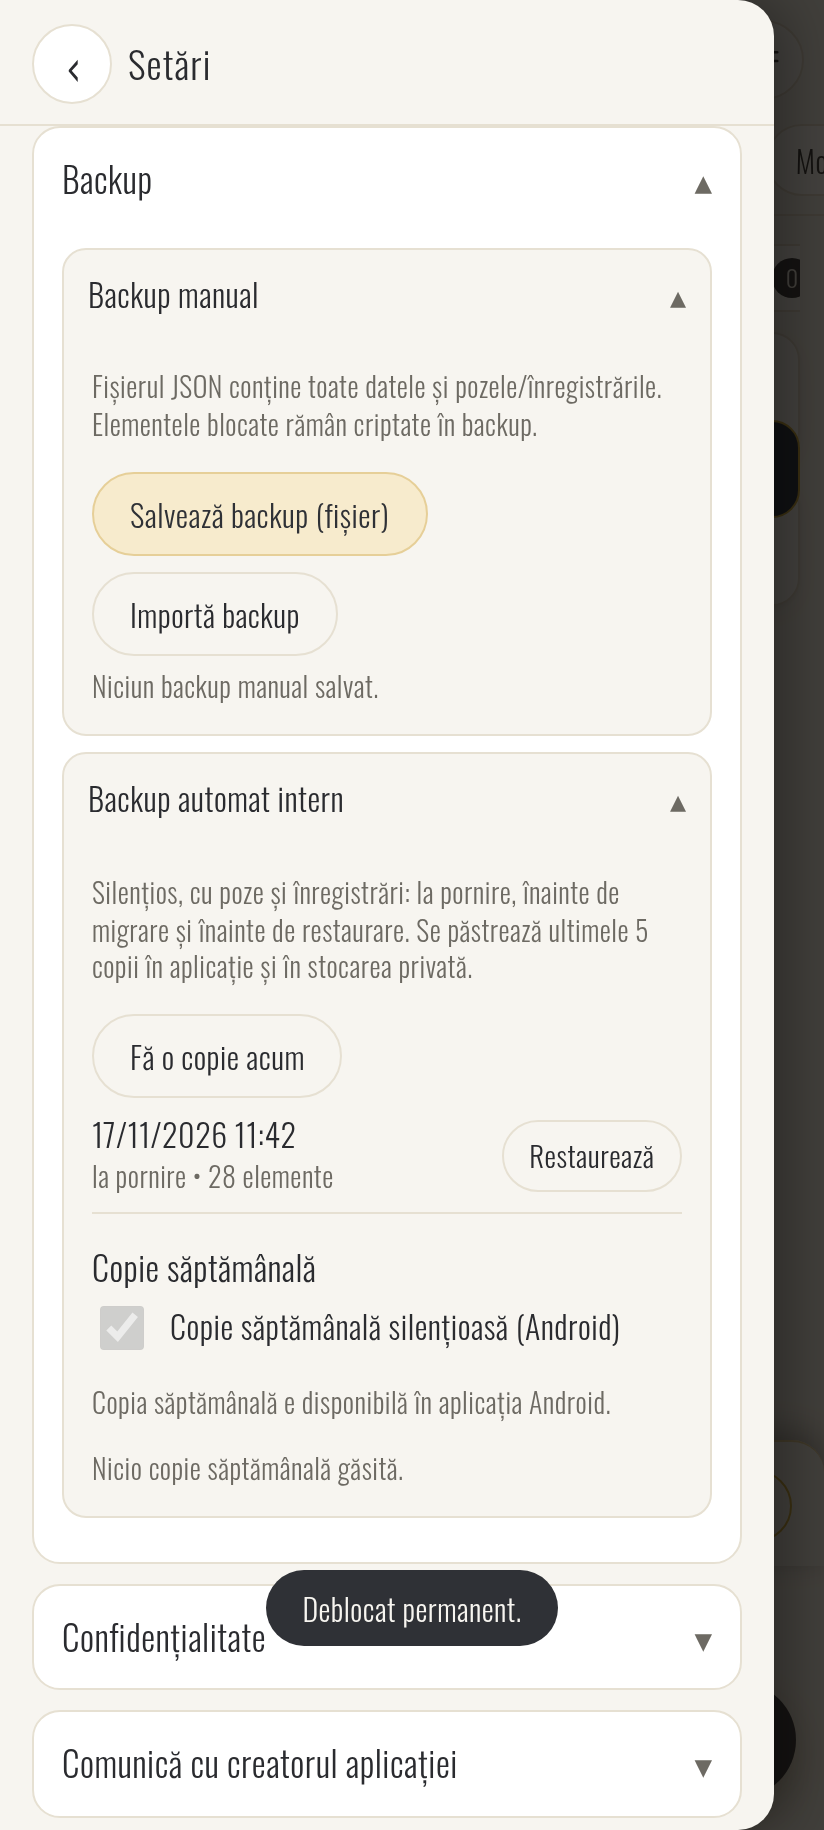 Setări
Backup
Backup manual
Fișierul JSON conține toate datele și pozele/înregistrările.
Elementele blocate rămân criptate în backup.
Salvează backup (fișier)
Importă backup
Niciun backup manual salvat.
Backup automat intern
Silențios, cu poze și înregistrări: la pornire, înainte de
migrare și înainte de restaurare. Se păstrează ultimele 5
copii în aplicație și în stocarea privată.
Fă o copie acum
17/11/2026 11:42
Restaurează
la pornire • 28 elemente
Copie săptămânală
Copie săptămânală silențioasă (Android)
Copia săptămânală e disponibilă în aplicația Android.
Nicio copie săptămânală găsită.
Deblocat permanent.
Confidențialitate
Comunică cu creatorul aplicației